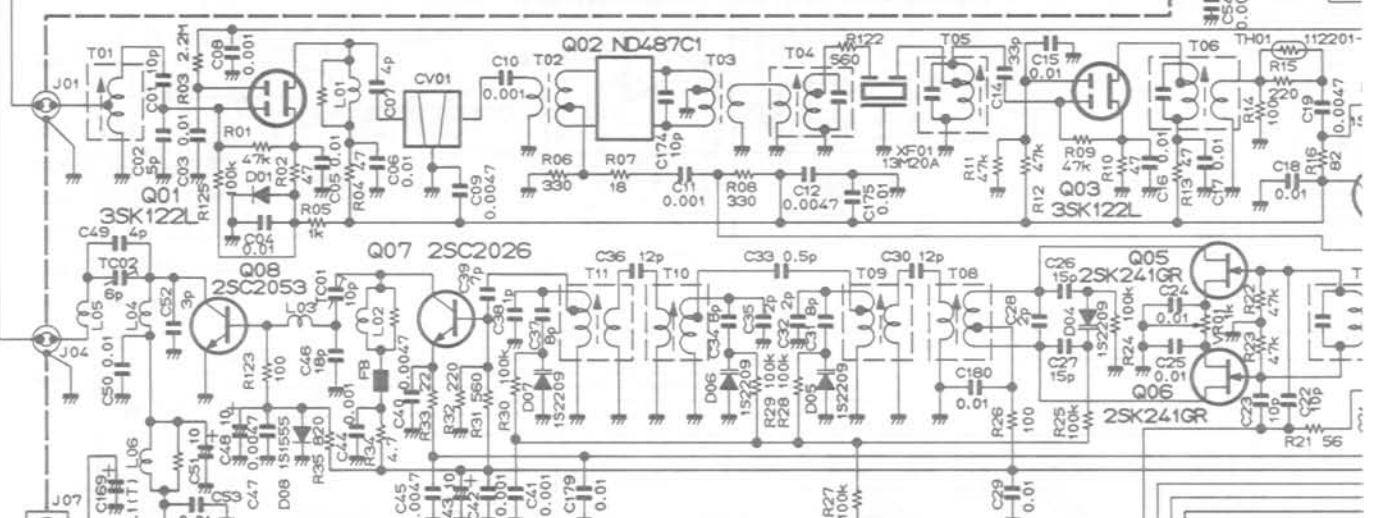 C54
0.00
Q02 ND487C1
R122
560
T01
10p
C01
2.2M
R03
C08
0.001
L01
4p
C07
CV01
C10
0.001
T02
T03
T04
T05
33p
C14
C15
0.01
T06
TH01
112201-
R15
220
J01
C02
5p
C03 0.01
R01
47k
R02
47
C05 0.01
R04
47
C06
0.01
C09
0.0047
C174
10p
XF01
13M20A
R11
47k
R12
47k
R09
47k
R10
47
C16 0.01
R13
47
C17 0.01
R14
100
C19
0.0047
R16
82
C18
0.01
Q01
3SK122L
R125
100k
D01
C04
0.01
R05
1k
R06
330
R07
18
C11
0.001
R08
330
C12
0.0047
C175
0.01
Q03
3SK122L
C49
4p
TC02
6p
L05
L04
C52
3p
Q08
2SC2053
L03
TC01
10p
Q07 2SC2026
L02
C39
7p
C36 12p
T11
T10
C33 0.5p
C30 12p
T09
T08
C26
15p
Q05
2SK241GR
J04
C50 0.01
R123
100
C46
18p
FB
C38
1p
C37
8p
C34
8p
C35
2p
C32
2p
C31
8p
C28
2p
D04
1S2209
C27
15p
R24
100k
C24
0.01
C25
0.01
VR01
1k
R22
47k
R23
47k
Q06
2SK241GR
L06
C51 10
C48 10
C47 0.0047
D08 1S1555
R35 820
C44
0.001
R34
4.7
C40 0.0047
R33 22
R32 220
R31 560
R30
100k
D07
1S2209
D06
1S2209
R29 100k
R28 100k
D05
1S2209
C180
0.01
R26
100
R25
100k
C23
10p
C22
10p
R21 56
J07
C169
.1(T)
C53
C45
.0047
43 10
C42
0.001
C41
0.001
C179
0.01
R27
100k
C29
0.01